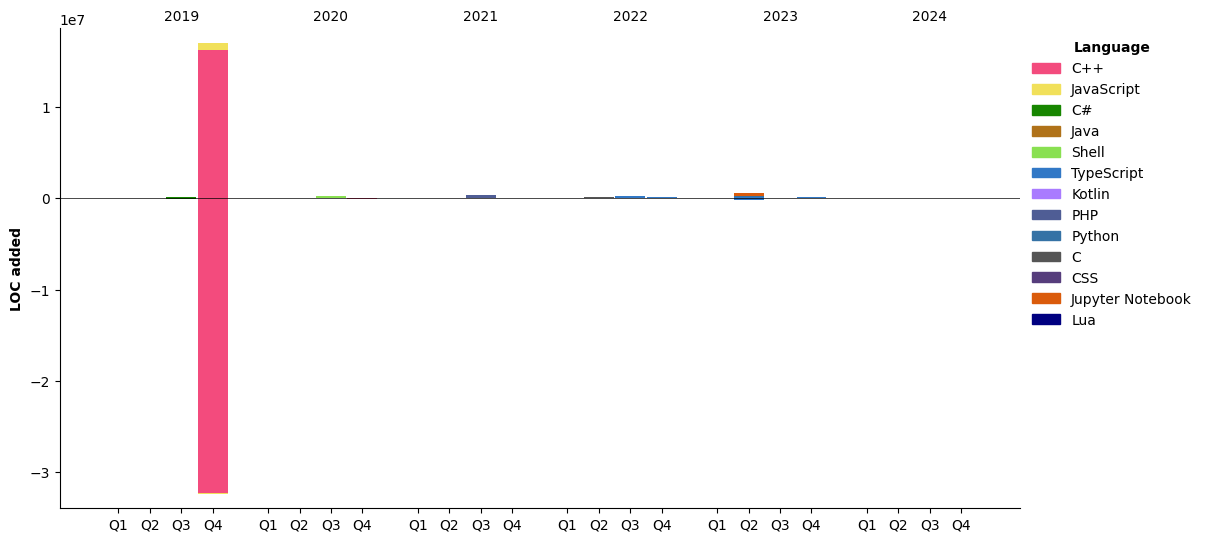 1e7
2019 2020 2021 2022 2023 2024
Language
C++
JavaScript
C#
Java
Shell
TypeScript
Kotlin
PHP
Python
C
CSS
Jupyter Notebook
Lua
LOC added
1
0
−1
−2
−3
Q1 Q2 Q3 Q4 Q1 Q2 Q3 Q4 Q1 Q2 Q3 Q4 Q1 Q2 Q3 Q4 Q1 Q2 Q3 Q4 Q1 Q2 Q3 Q4